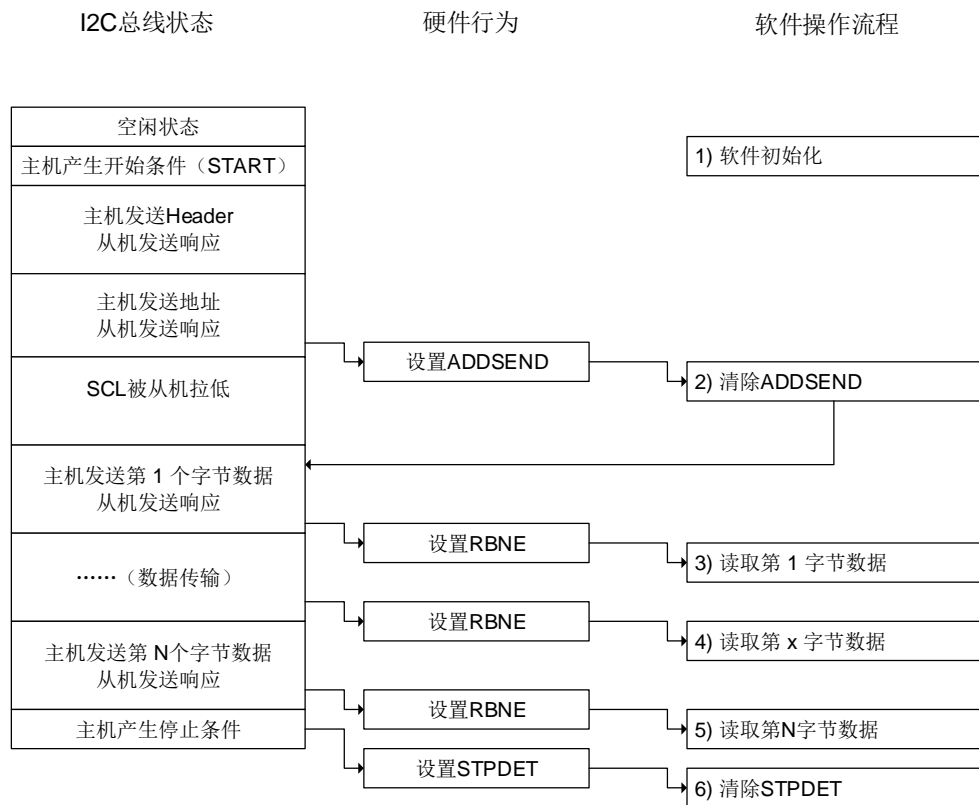 I2C总线状态
硬件行为
软件操作流程
空闲状态
主机产生开始条件（START）
1) 软件初始化
主机发送Header
从机发送响应
主机发送地址
从机发送响应
设置ADDSEND
2) 清除ADDSEND
SCL被从机拉低
主机发送第 1 个字节数据
从机发送响应
设置RBNE
3) 读取第 1 字节数据
……（数据传输）
设置RBNE
4) 读取第 x 字节数据
主机发送第 N个字节数据
从机发送响应
设置RBNE
5) 读取第N字节数据
主机产生停止条件
设置STPDET
6) 清除STPDET